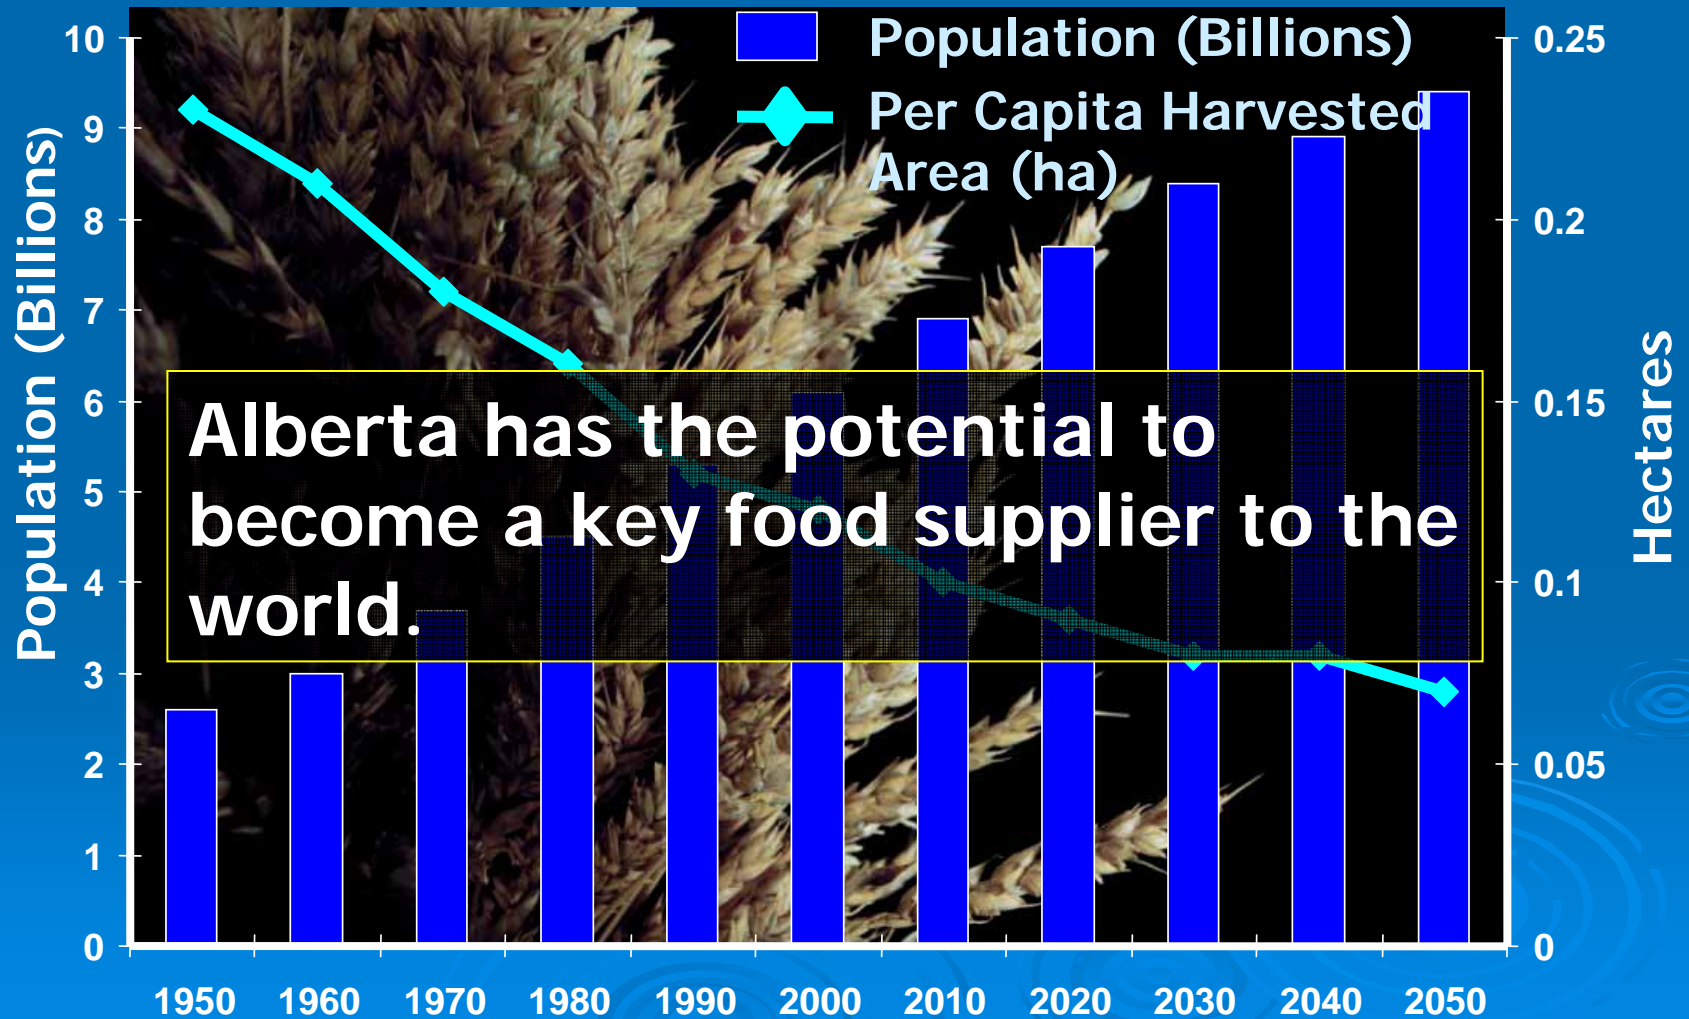 Population (Billions)
Per Capita Harvested
Area (ha)
Population (Billions)
10
9
8
7
6
5
4
3
2
1
0
Alberta has the potential to
become a key food supplier to the
world.
0.25
0.2
0.15
0.1
0.05
0
Hectares
1950 1960 1970 1980 1990 2000 2010 2020 2030 2040 2050